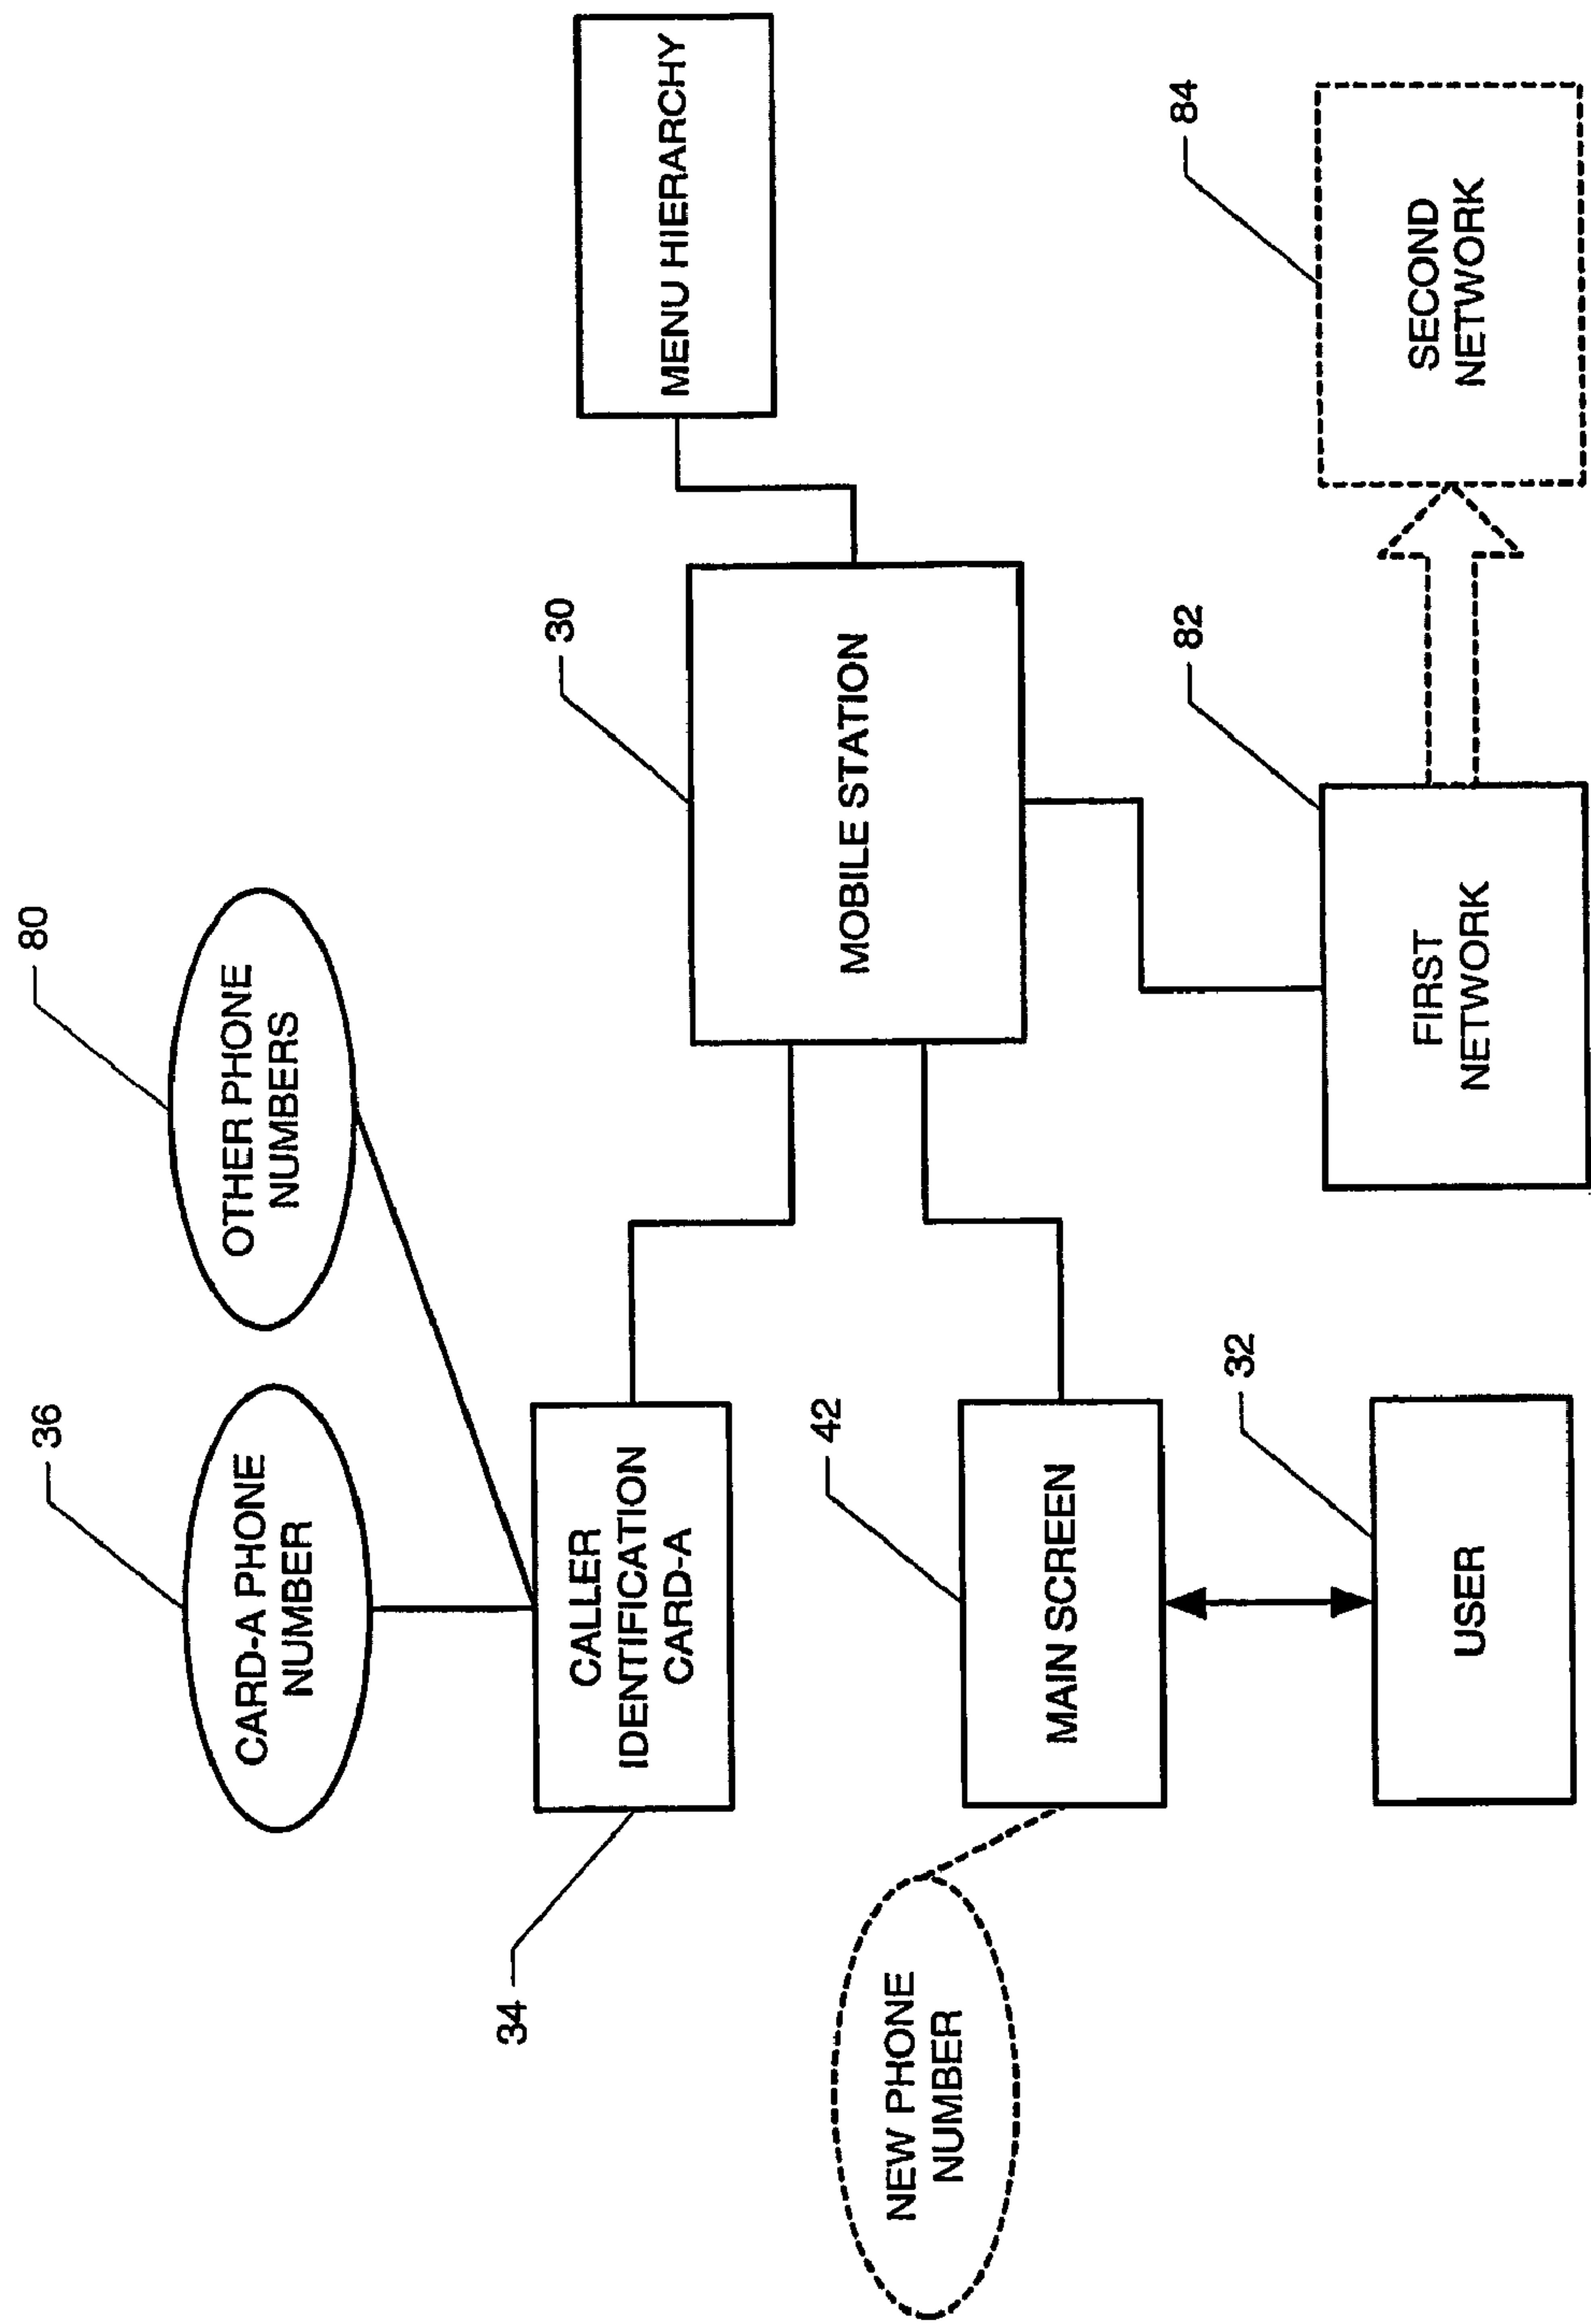 36
CARD-A PHONE
NUMBER
80
OTHER PHONE
NUMBERS
34
CALLER
IDENTIFICATION
CARD-A
30
MOBILE STATION
MENU HIERARCHY
NEW PHONE
NUMBER
42
MAIN SCREEN
32
USER
82
FIRST
NETWORK
84
SECOND
NETWORK